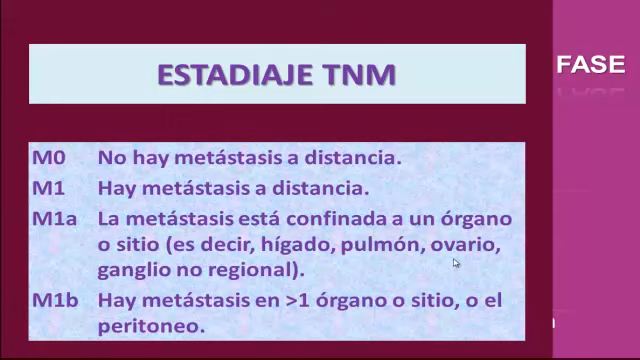 ESTADIAJE TNM
FASE
M0 No hay metástasis a distancia.
M1 Hay metástasis a distancia.
M1a La metástasis está confinada a un órgano
o sitio (es decir, hígado, pulmón, ovario,
ganglio no regional).
M1b Hay metástasis en >1 órgano o sitio, o el
peritoneo.